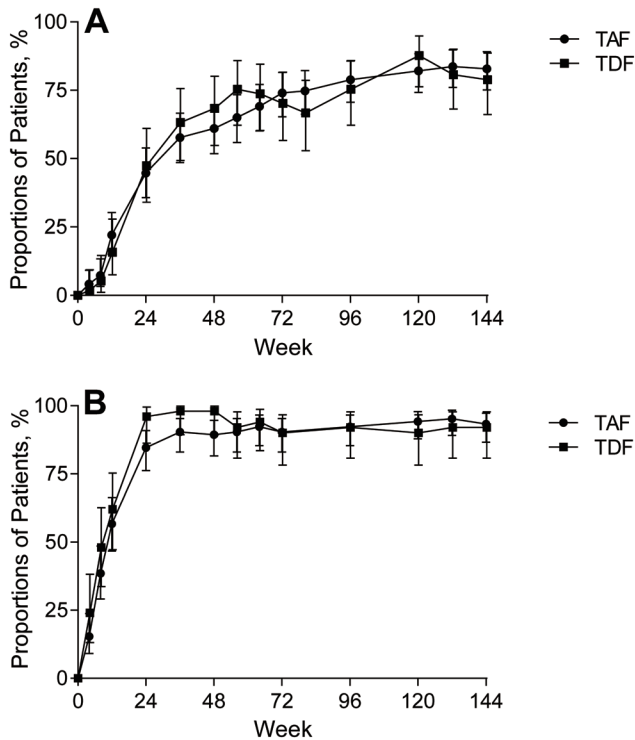 A
100
75
50
25
0
Proportions of Patients, %
0 24 48 72 96 120 144
Week
TAF
TDF
B
100
75
50
25
0
Proportions of Patients, %
0 24 48 72 96 120 144
Week
TAF
TDF